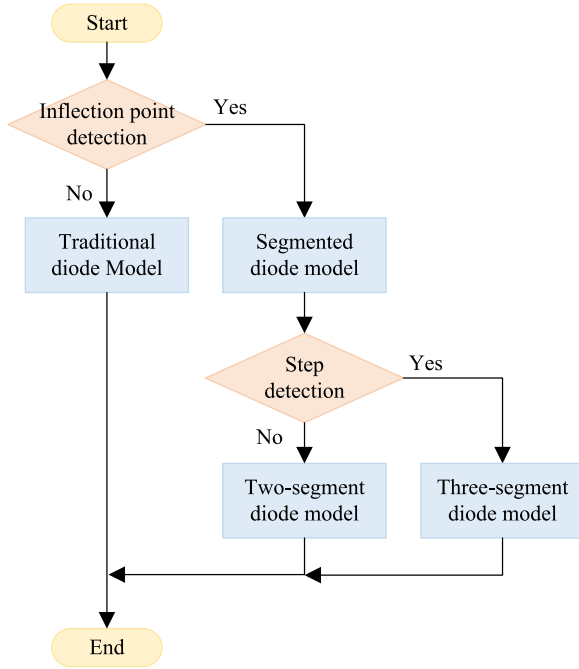 Start
Inflection point
detection
Yes
No
Traditional
diode Model
Segmented
diode model
Step
detection
Yes
No
Two-segment
diode model
Three-segment
diode model
End